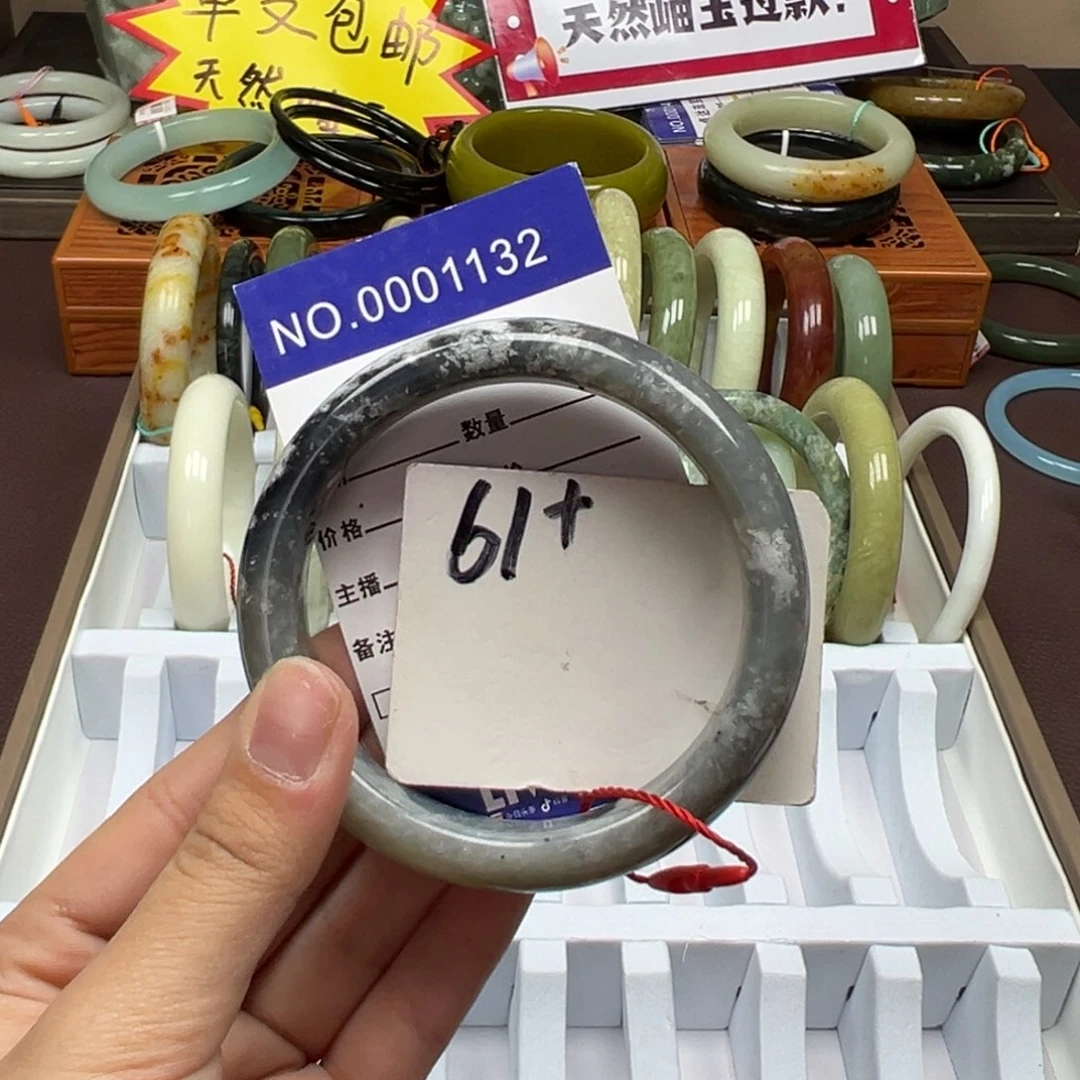 单支包邮
天然
天然岫玉过款!
NO.0001132
数量
价格
主播
备注
61+